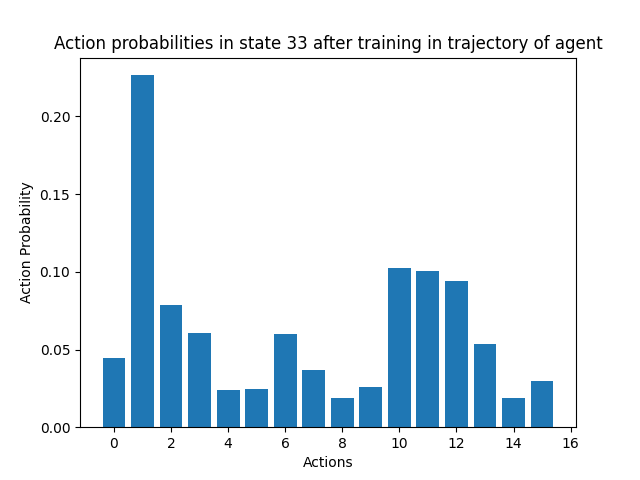 Action probabilities in state 33 after training in trajectory of agent
0.20
0.15
0.10
0.05
0.00
Action Probability
0 2 4 6 8 10 12 14 16
Actions